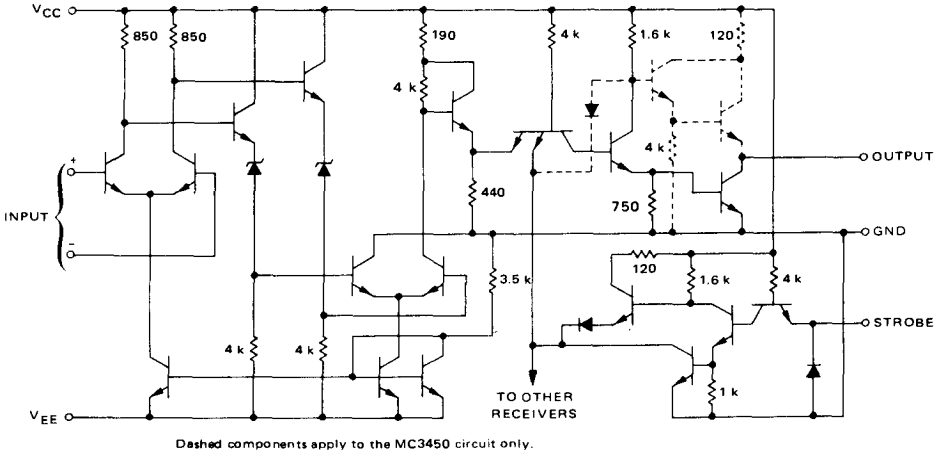 VCC
850
850
190
4 k
1.6 k
120
4 k
4 k
+
INPUT
−
440
750
OUTPUT
GND
3.5 k
120
1.6 k
4 k
STROBE
4 k
4 k
1 k
TO OTHER
RECEIVERS
VEE
Dashed components apply to the MC3450 circuit only.